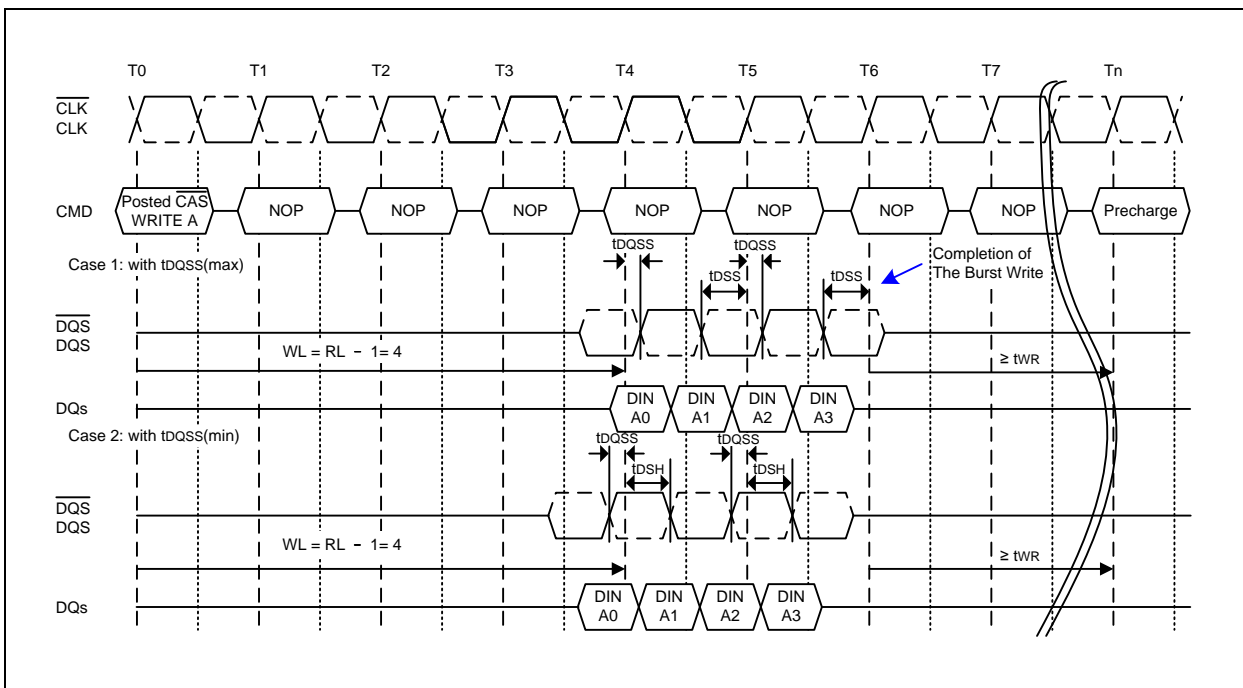 T0 T1 T2 T3 T4 T5 T6 T7 Tn
CLK
CLK
CMD
Posted CAS
WRITE A
NOP NOP NOP NOP NOP NOP NOP Precharge
Case 1: with tDQSS(max)
tDQSS tDSS tDQSS tDSS
Completion of
The Burst Write
DQS
DQS
WL = RL - 1= 4
≥ tWR
DQs
DIN
A0
DIN
A1
DIN
A2
DIN
A3
Case 2: with tDQSS(min)
tDQSS tDSH tDQSS tDSH
DQS
DQS
WL = RL - 1= 4
≥ tWR
DQs
DIN
A0
DIN
A1
DIN
A2
DIN
A3